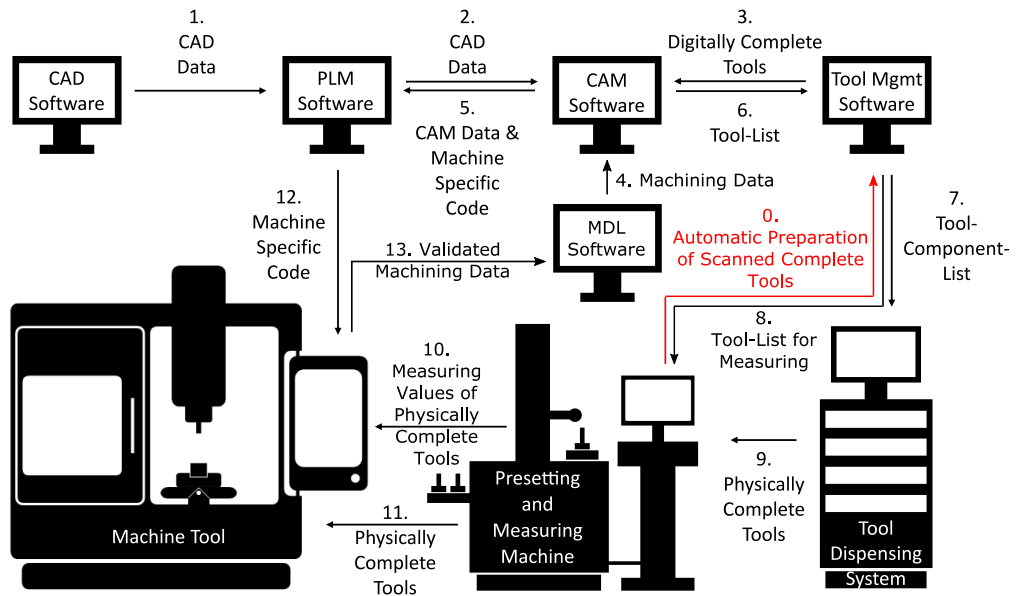 1.
CAD
Data
2.
CAD
Data
3.
Digitally Complete
Tools
CAD
Software
PLM
Software
CAM
Software
Tool Mgmt
Software
5.
CAM Data &
Machine
Specific
Code
6.
Tool-List
4. Machining Data
12.
Machine
Specific
Code
13. Validated
Machining Data
MDL
Software
0.
Automatic Preparation
of Scanned Complete
Tools
7.
Tool-
Component-
List
8.
Tool-List for
Measuring
10.
Measuring
Values of
Physically
Complete
Tools
9.
Physically
Complete
Tools
11.
Physically
Complete
Tools
Machine Tool
Presetting
and
Measuring
Machine
Tool
Dispensing
System